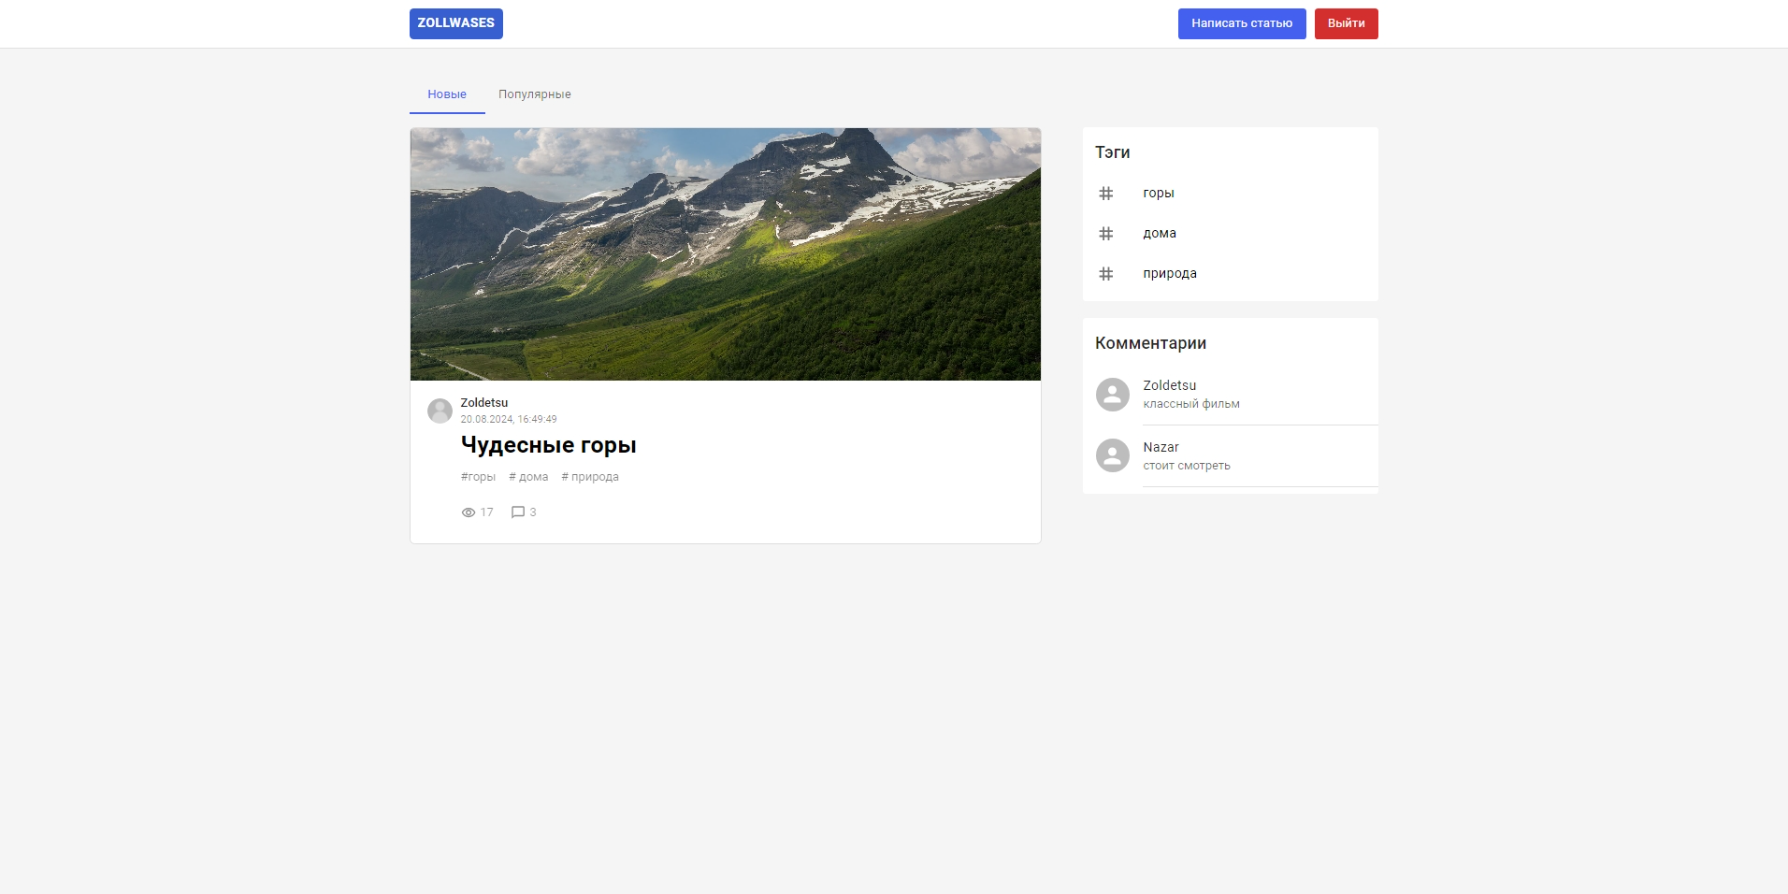 ZOLLWASES
Написать статью
Выйти
Новые
Популярные
Zoldetsu
20.08.2024, 16:49:49
Чудесные горы
#горы # дома # природа
17 3
Тэги
# горы
# дома
# природа
Комментарии
Zoldetsu
классный фильм
Nazar
стоит смотреть